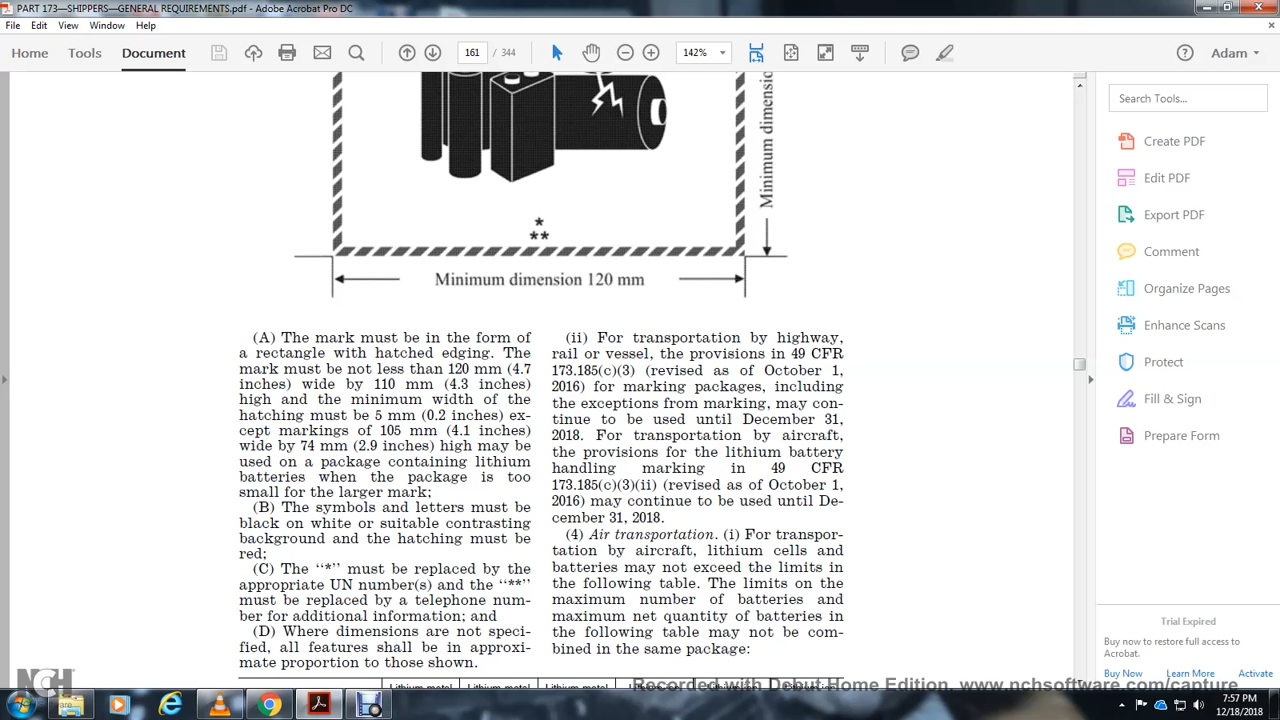 PART 173—SHIPPERS—GENERAL REQUIREMENTS.pdf - Adobe Acrobat Pro DC
File Edit View Window Help
Home Tools Document 161 / 344 142% Adam
Minimum dimensio
*
**
Minimum dimension 120 mm
(A) The mark must be in the form of
a rectangle with hatched edging. The
mark must be not less than 120 mm (4.7
inches) wide by 110 mm (4.3 inches)
high and the minimum width of the
hatching must be 5 mm (0.2 inches) ex-
cept markings of 105 mm (4.1 inches)
wide by 74 mm (2.9 inches) high may be
used on a package containing lithium
batteries when the package is too
small for the larger mark;
(B) The symbols and letters must be
black on white or suitable contrasting
background and the hatching must be
red;
(C) The ‘‘*’’ must be replaced by the
appropriate UN number(s) and the ‘‘**’’
must be replaced by a telephone num-
ber for additional information; and
(D) Where dimensions are not speci-
fied, all features shall be in approxi-
mate proportion to those shown.
(ii) For transportation by highway,
rail or vessel, the provisions in 49 CFR
173.185(c)(3) (revised as of October 1,
2016) for marking packages, including
the exceptions from marking, may con-
tinue to be used until December 31,
2018. For transportation by aircraft,
the provisions for the lithium battery
handling marking in 49 CFR
173.185(c)(3)(ii) (revised as of October 1,
2016) may continue to be used until De-
cember 31, 2018.
(4) Air transportation. (i) For transpor-
tation by aircraft, lithium cells and
batteries may not exceed the limits in
the following table. The limits on the
maximum number of batteries and
maximum net quantity of batteries in
the following table may not be com-
bined in the same package:
Lithium metal Lithium metal Lithium metal
Search Tools...
Create PDF
Edit PDF
Export PDF
Comment
Organize Pages
Enhance Scans
Protect
Fill & Sign
Prepare Form
Trial Expired
Buy now to restore full access to
Acrobat.
Buy Now Learn More Activate
NCH
Recorded with Debut Home Edition. www.nchsoftware.com/capture
7:57 PM
12/18/2018